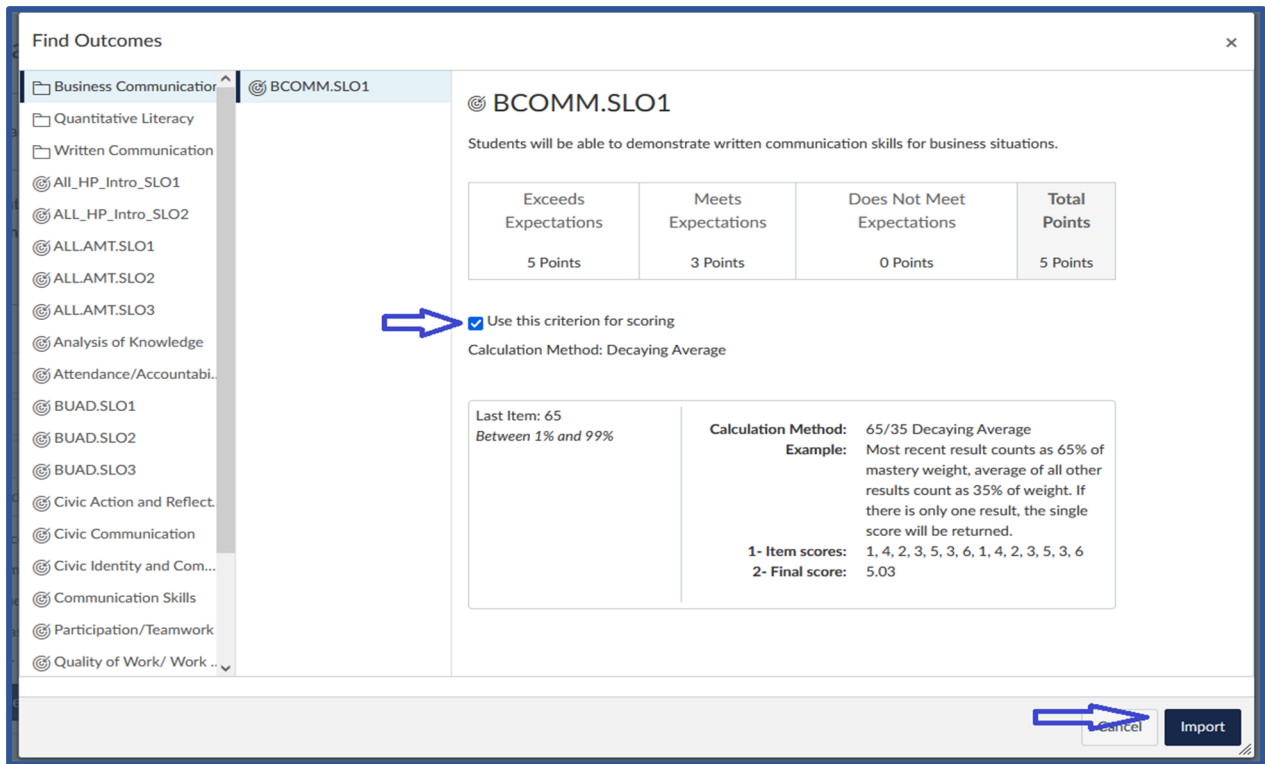 Find Outcomes
×
Business Communication
Quantitative Literacy
Written Communication
All_HP_Intro_SLO1
ALL_HP_Intro_SLO2
ALL.AMT.SLO1
ALL.AMT.SLO2
ALL.AMT.SLO3
Analysis of Knowledge
Attendance/Accountabi..
BUAD.SLO1
BUAD.SLO2
BUAD.SLO3
Civic Action and Reflect.
Civic Communication
Civic Identity and Com...
Communication Skills
Participation/Teamwork
Quality of Work/ Work ..
BCOMM.SLO1
BCOMM.SLO1
Students will be able to demonstrate written communication skills for business situations.
Exceeds
Expectations
5 Points
Meets
Expectations
3 Points
Does Not Meet
Expectations
0 Points
Total
Points
5 Points
Use this criterion for scoring
Calculation Method: Decaying Average
Last Item: 65
Between 1% and 99%
Calculation Method: 65/35 Decaying Average
Example: Most recent result counts as 65% of
mastery weight, average of all other
results count as 35% of weight. If
there is only one result, the single
score will be returned.
1- Item scores: 1, 4, 2, 3, 5, 3, 6, 1, 4, 2, 3, 5, 3, 6
2- Final score: 5.03
Cancel
Import